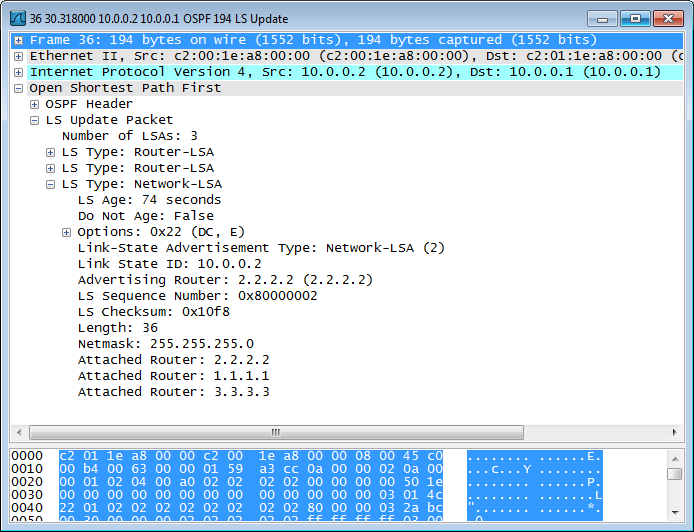 36 30.318000 10.0.0.2 10.0.0.1 OSPF 194 LS Update
Frame 36: 194 bytes on wire (1552 bits), 194 bytes captured (1552 bits)
Ethernet II, Src: c2:00:1e:a8:00:00 (c2:00:1e:a8:00:00), Dst: c2:01:1e:a8:00:00 (c
Internet Protocol Version 4, Src: 10.0.0.2 (10.0.0.2), Dst: 10.0.0.1 (10.0.0.1)
Open Shortest Path First
OSPF Header
LS Update Packet
Number of LSAs: 3
LS Type: Router-LSA
LS Type: Router-LSA
LS Type: Network-LSA
LS Age: 74 seconds
Do Not Age: False
Options: 0x22 (DC, E)
Link-State Advertisement Type: Network-LSA (2)
Link State ID: 10.0.0.2
Advertising Router: 2.2.2.2 (2.2.2.2)
LS Sequence Number: 0x80000002
LS Checksum: 0x10f8
Length: 36
Netmask: 255.255.255.0
Attached Router: 2.2.2.2
Attached Router: 1.1.1.1
Attached Router: 3.3.3.3
0000 c2 01 1e a8 00 00 c2 00 1e a8 00 00 08 00 45 c0 ........ ......E.
0010 00 b4 00 63 00 00 01 59 a3 cc 0a 00 00 02 0a 00 ...c...Y ........
0020 00 01 02 04 00 a0 02 02 02 02 00 00 00 00 50 1e ........ ......P.
0030 00 00 00 00 00 00 00 00 00 00 00 00 00 03 01 4c ........ .......L
0040 22 01 02 02 02 02 02 02 02 02 80 00 00 03 2a bc "....... ......*.